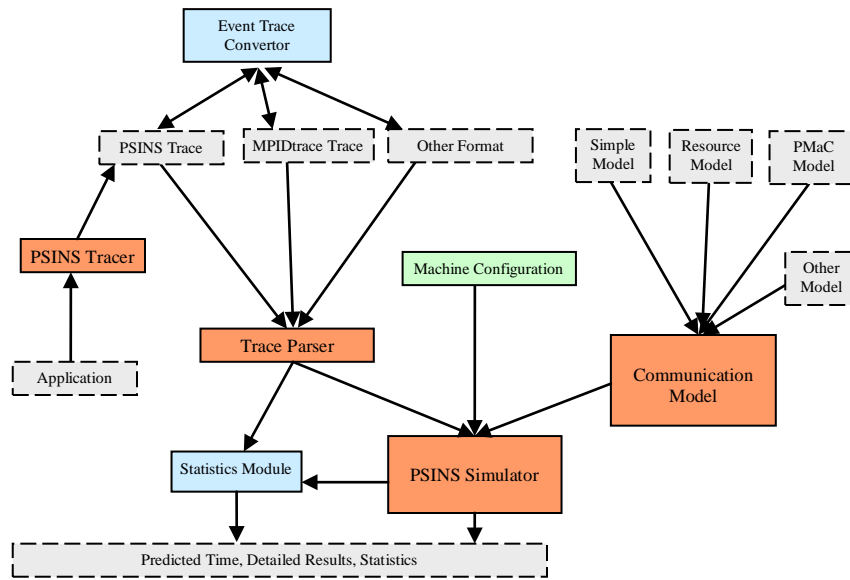 Event Trace
Convertor
PSINS Trace
MPIDtrace Trace
Other Format
Simple
Model
Resource
Model
PMaC
Model
PSINS Tracer
Machine Configuration
Other
Model
Trace Parser
Application
Communication
Model
Statistics Module
PSINS Simulator
Predicted Time, Detailed Results, Statistics